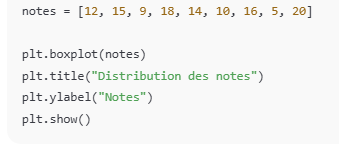 notes = [12, 15, 9, 18, 14, 10, 16, 5, 20]
plt.boxplot(notes)
plt.title("Distribution des notes")
plt.ylabel("Notes")
plt.show()